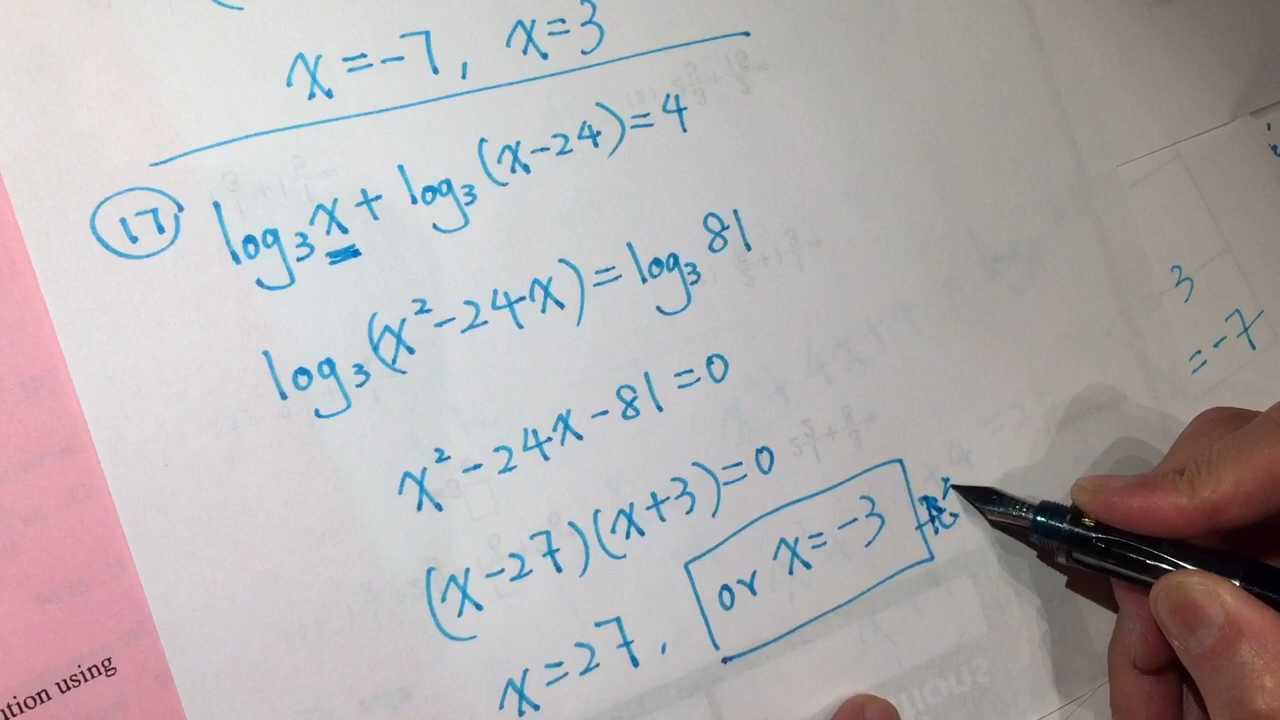 x=-7, x=3
17 log₃x + log₃(x-24)=4
log₃(x²-24x)=log₃81
x²-24x-81=0
(x-27)(x+3)=0
x=27, or x=-3
3
=-7
ntion using